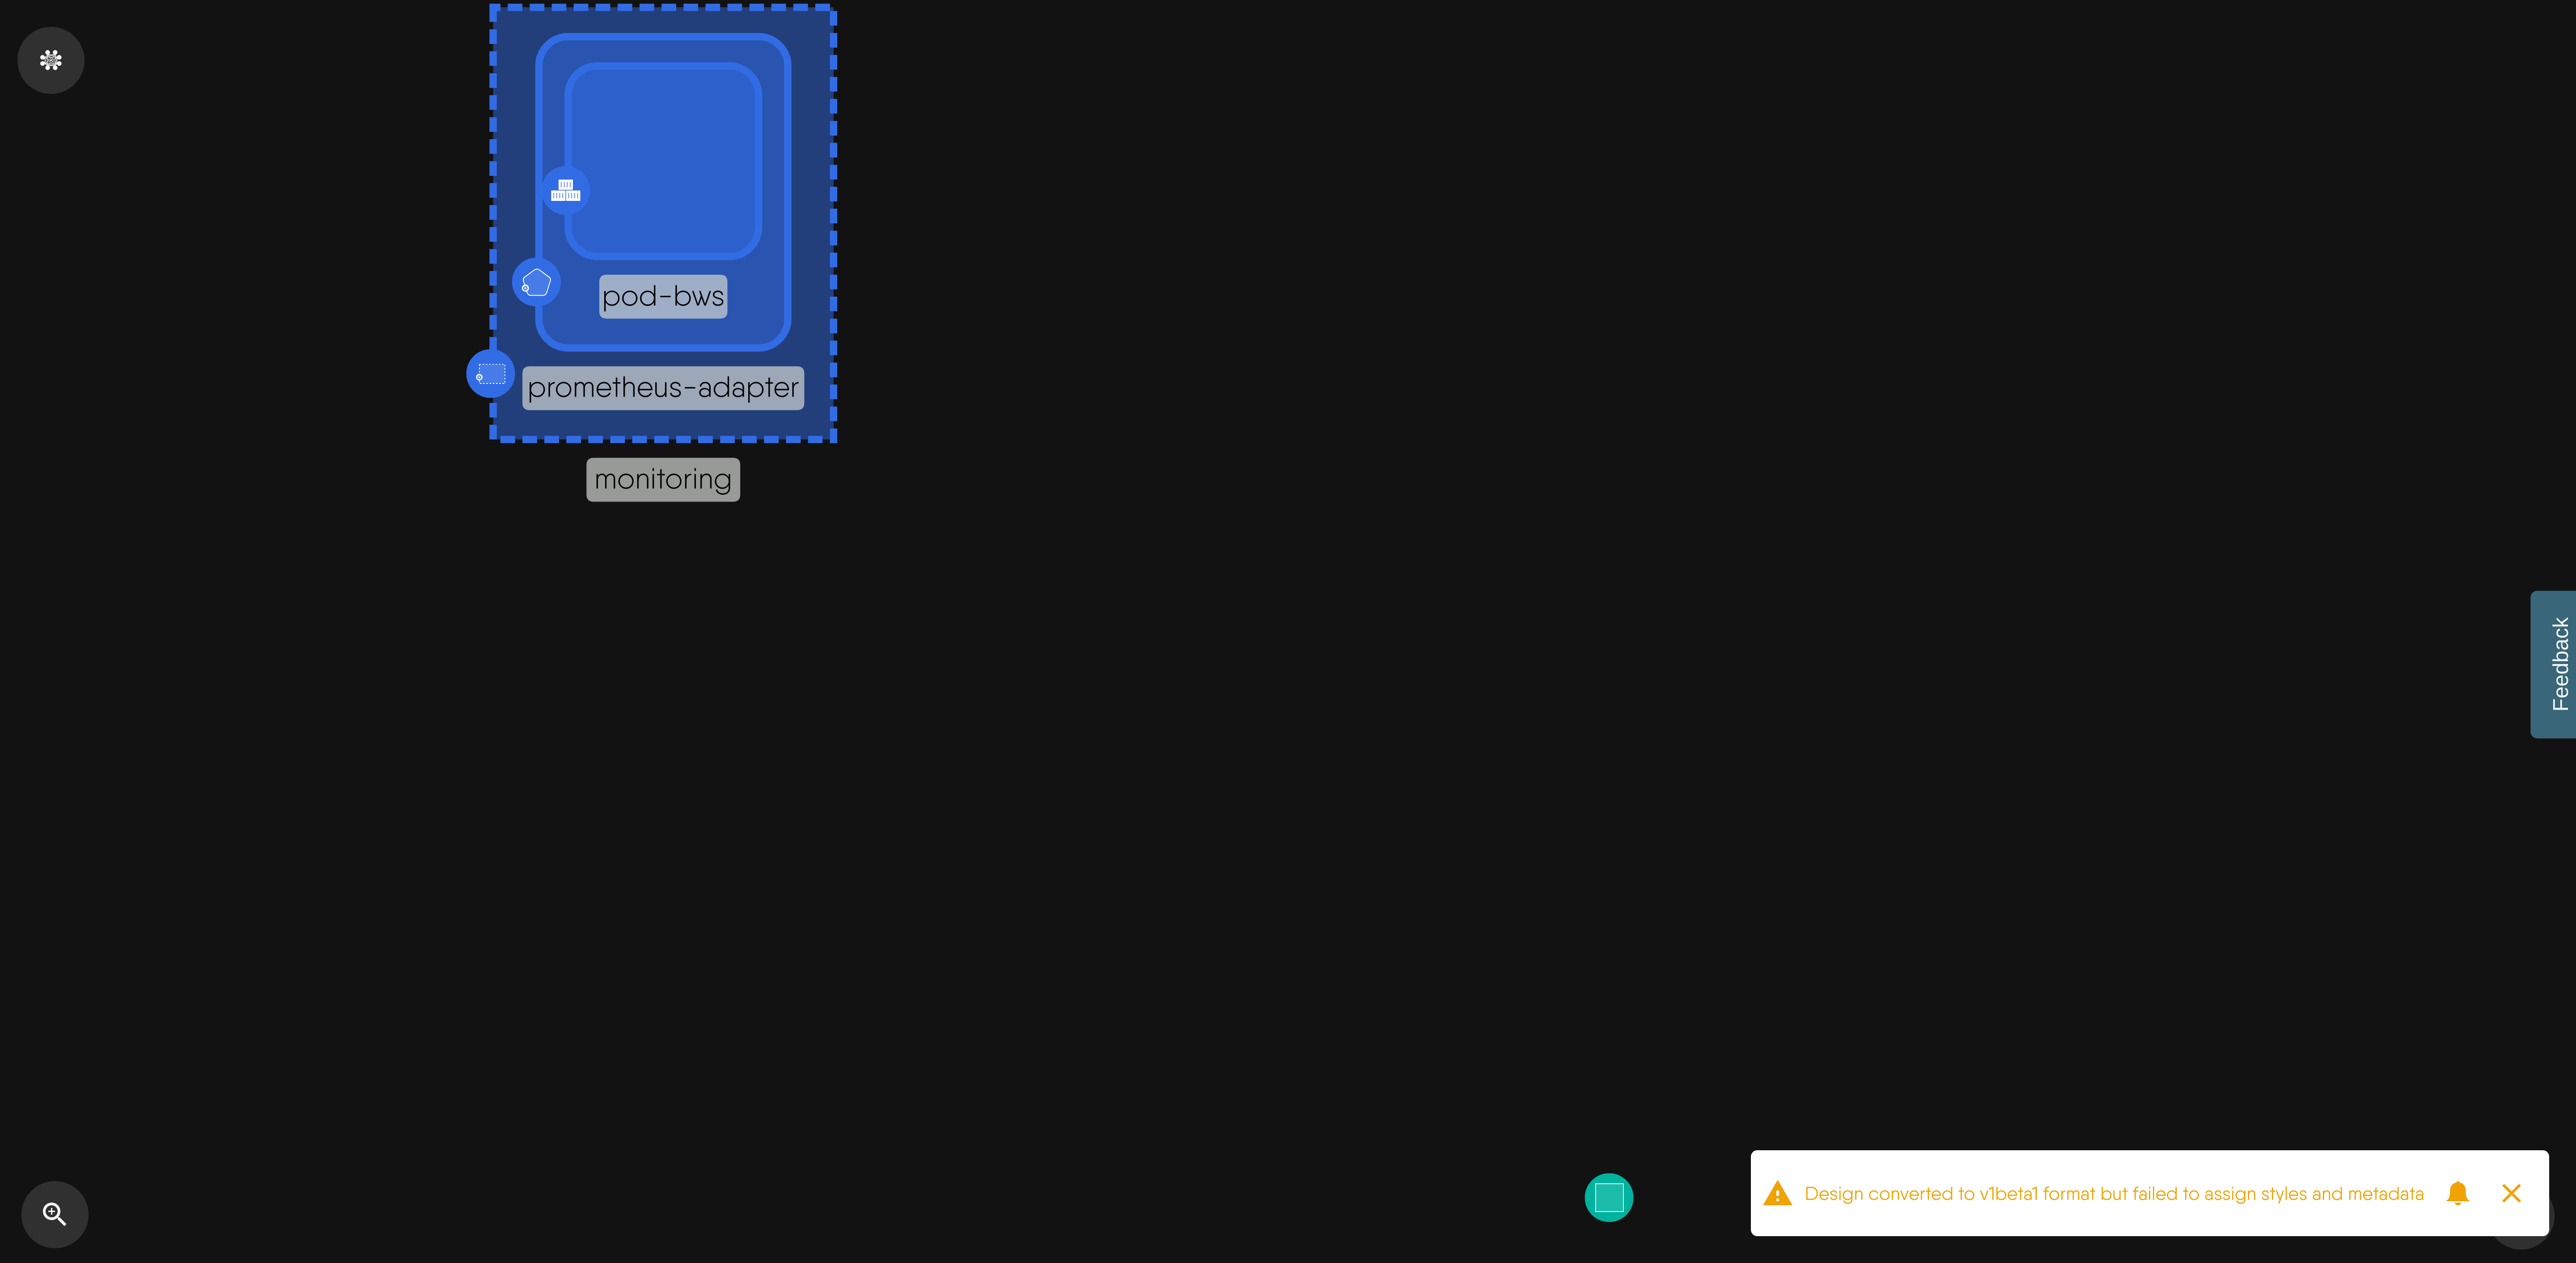 pod-bws
prometheus-adapter
monitoring
Feedback
Design converted to v1beta1 format but failed to assign styles and metadata